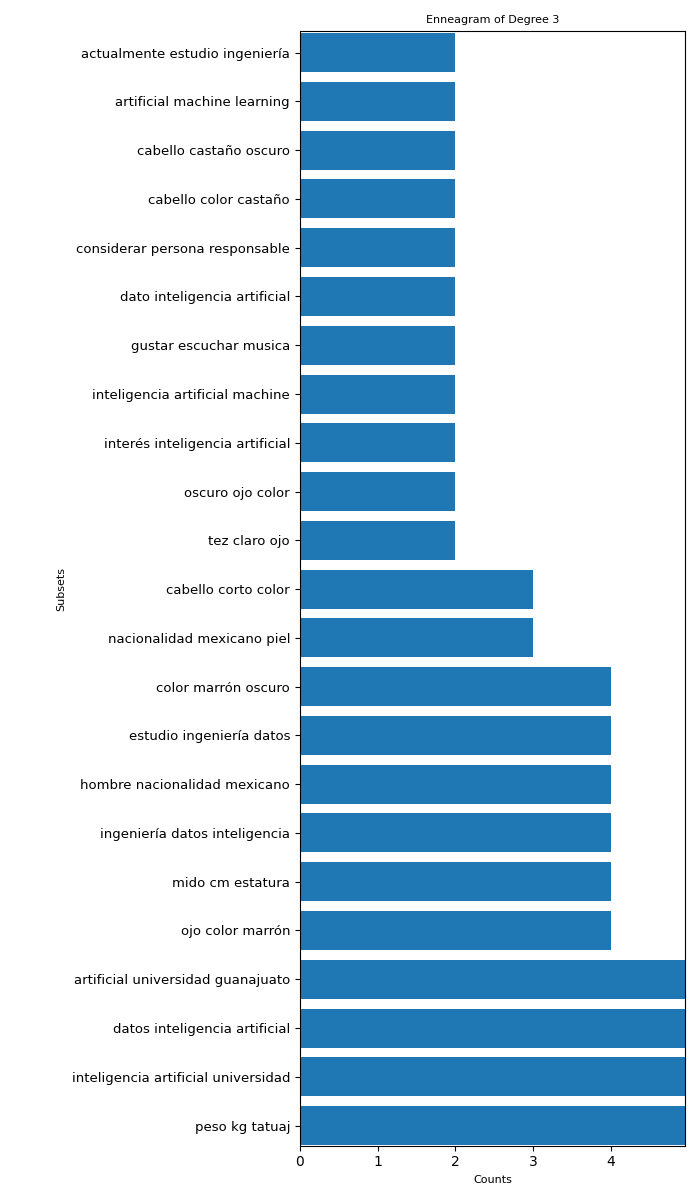 Enneagram of Degree 3
actualmente estudio ingeniería
artificial machine learning
cabello castaño oscuro
cabello color castaño
considerar persona responsable
dato inteligencia artificial
gustar escuchar musica
inteligencia artificial machine
interés inteligencia artificial
oscuro ojo color
tez claro ojo
cabello corto color
nacionalidad mexicano piel
color marrón oscuro
estudio ingeniería datos
hombre nacionalidad mexicano
ingeniería datos inteligencia
mido cm estatura
ojo color marrón
artificial universidad guanajuato
datos inteligencia artificial
inteligencia artificial universidad
peso kg tatuaj
Subsets
0 1 2 3 4
Counts